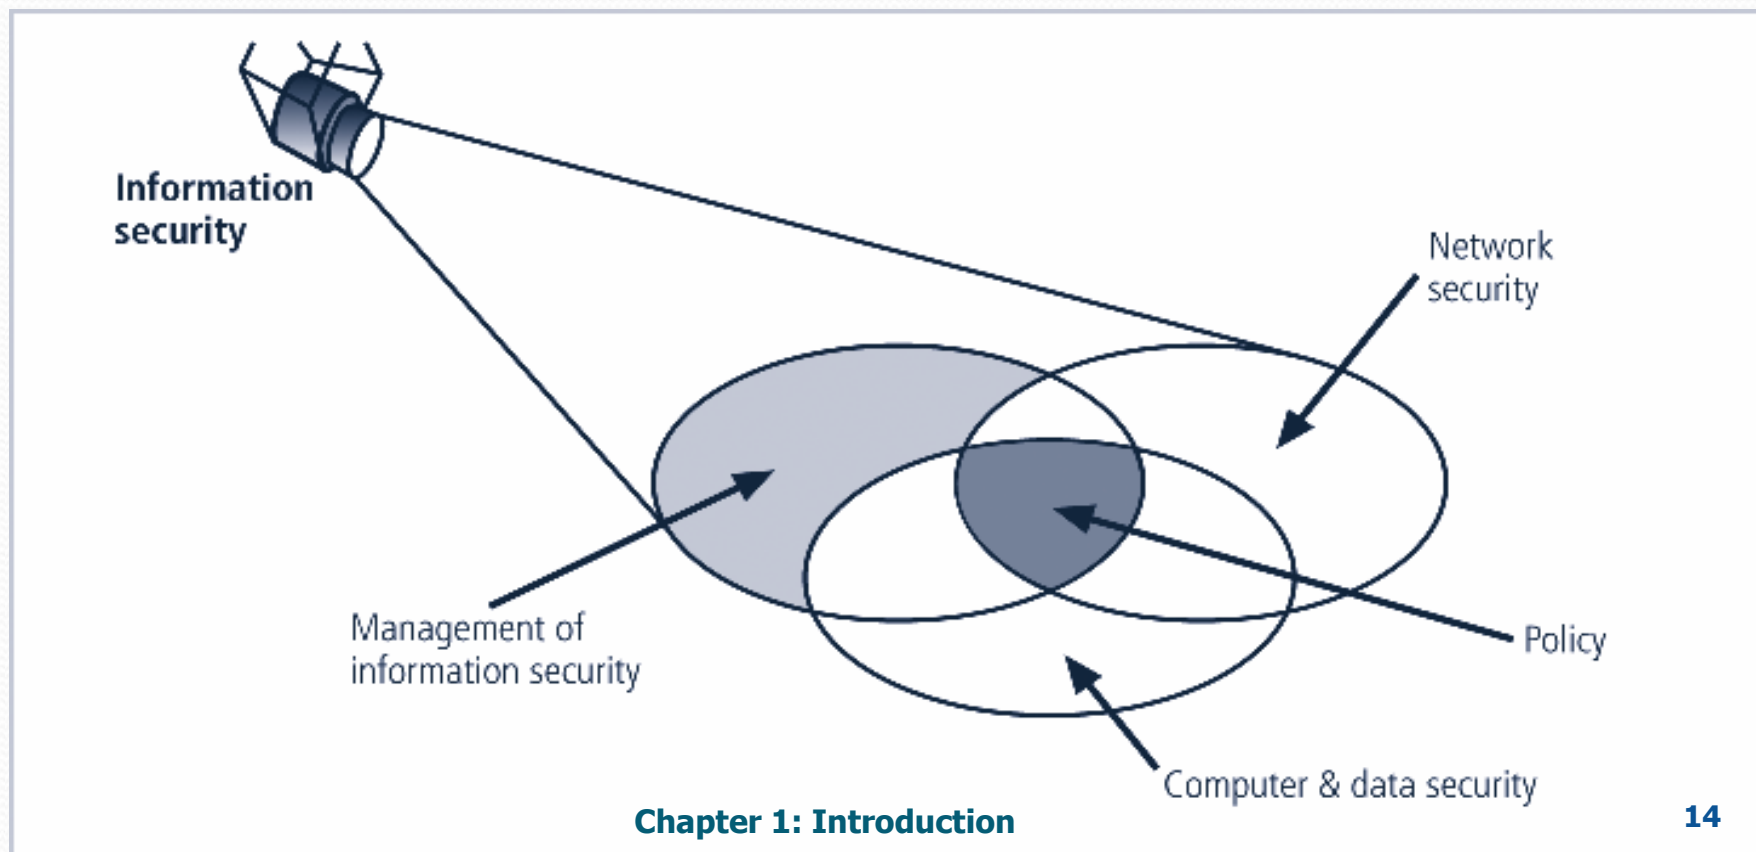 Information
security
Network
security
Management of
information security
Policy
Computer & data security
Chapter 1: Introduction
14